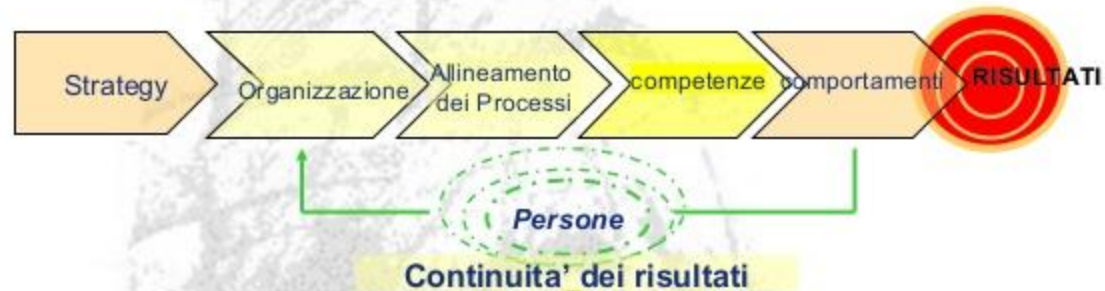 Strategy
Organizzazione
Allineamento
dei Processi
competenze
comportamenti
RISULTATI
Persone
Continuita' dei risultati